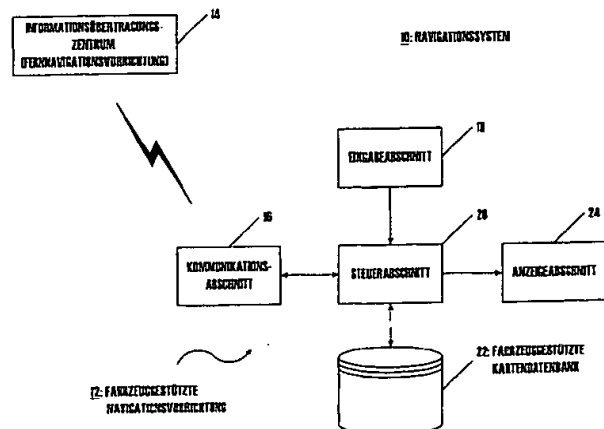 INFORMATIONSÜBERTRAGUNGS-
ZENTRUM
(FERNNAVIGATIONSVORRICHTUNG)
14
10: NAVIGATIONSSYSTEM
18
EINGABEABSCHNITT
16
KOMMUNIKATIONS-
ABSCHNITT
20
STEUERABSCHNITT
24
ANZEIGEABSCHNITT
12: FAHRZEUGGESTÜTZTE
NAVIGATIONSVORRICHTUNG
22: FAHRZEUGGESTÜTZTE
KARTENDATENBANK